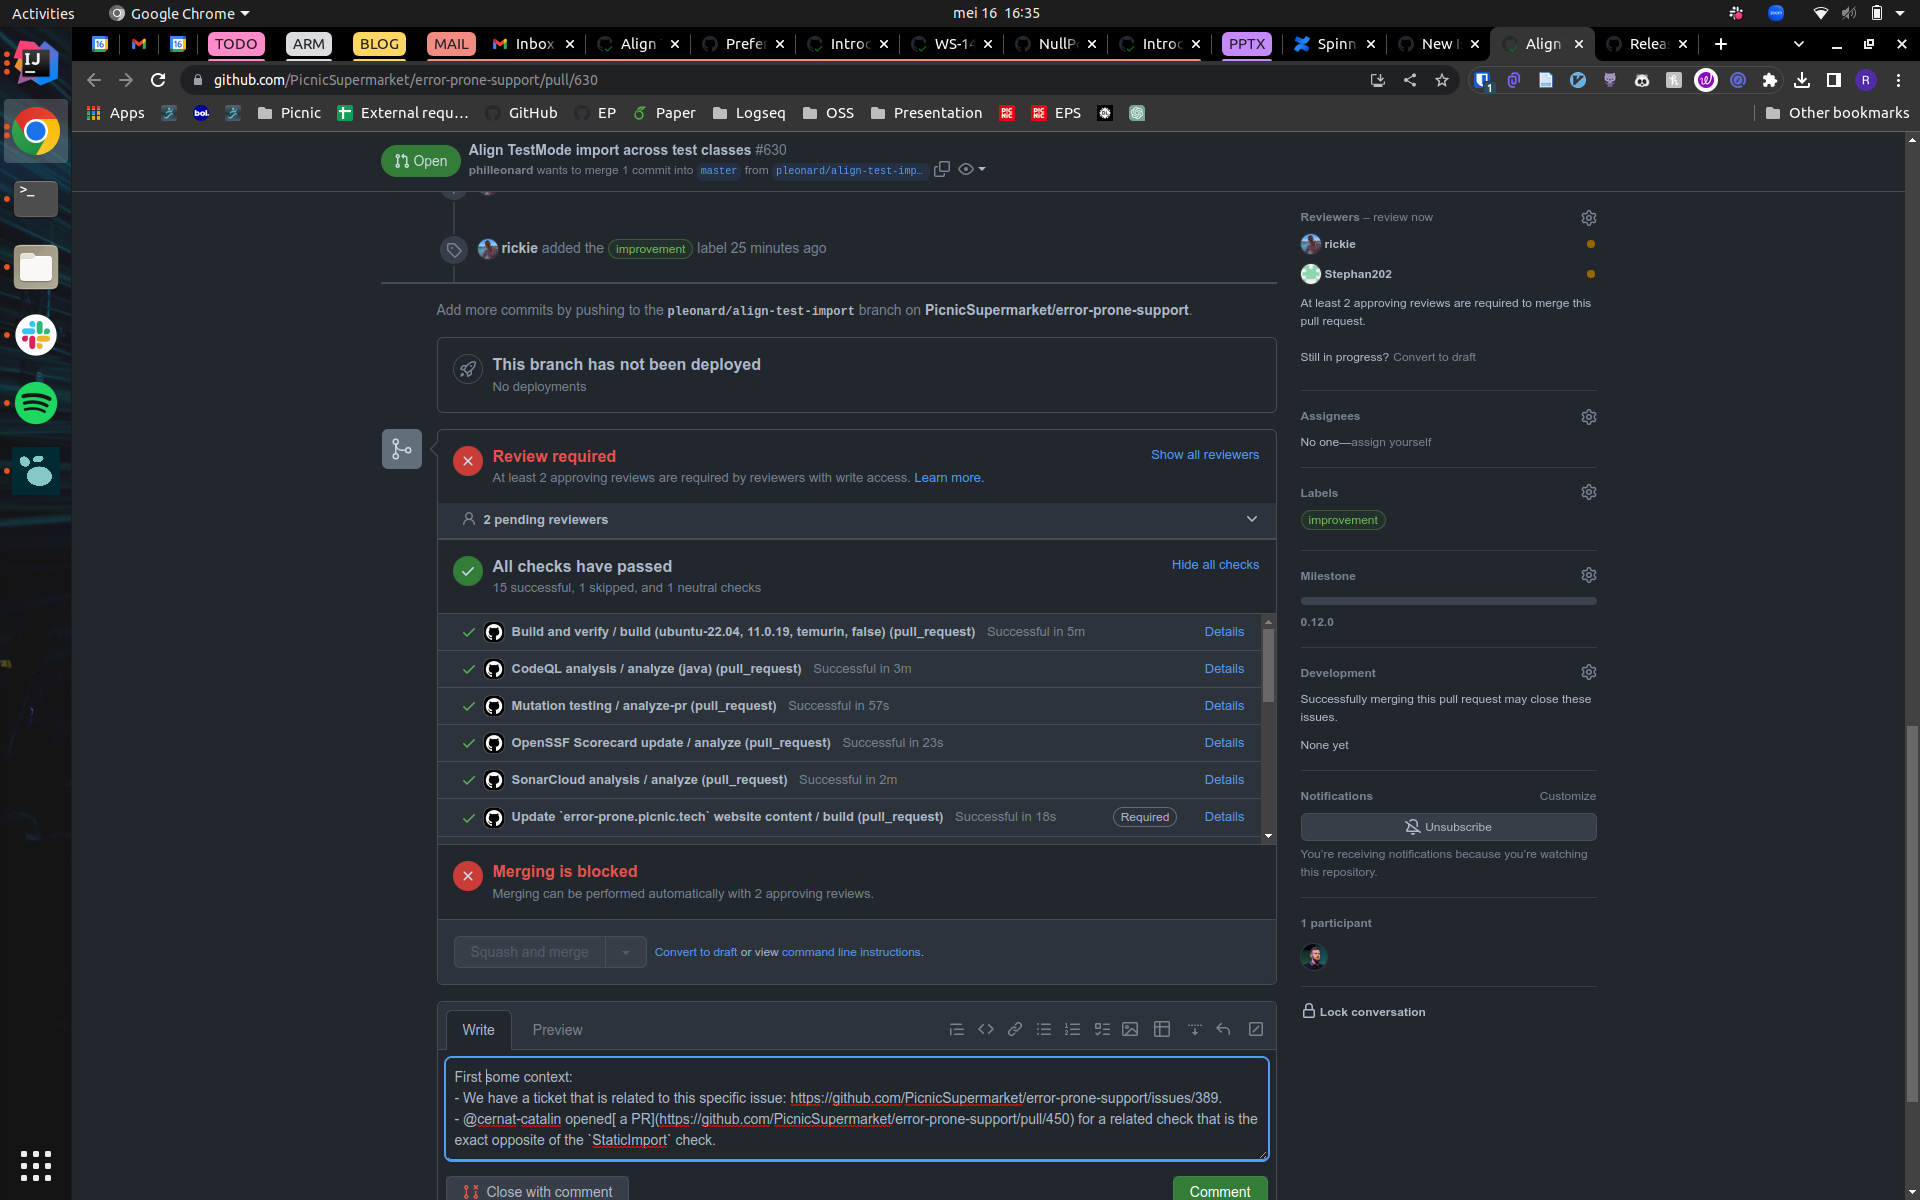 Activities
Google Chrome
mei 16 16:35
TODO
ARM
BLOG
MAIL
Inbox
Align
Prefer
Introd
WS-14
NullPo
Introd
PPTX
Spinn
New I
Align
Relea
github.com/PicnicSupermarket/error-prone-support/pull/630
Apps
bol.
Picnic
External requ…
GitHub
EP
Paper
Logseq
OSS
Presentation
EPS
Other bookmarks
Open
Align TestMode import across test classes #630
philleonard wants to merge 1 commit into master from pleonard/align-test-imp…
rickie added the improvement label 25 minutes ago
Add more commits by pushing to the pleonard/align-test-import branch on PicnicSupermarket/error-prone-support.
This branch has not been deployed
No deployments
Review required
Show all reviewers
At least 2 approving reviews are required by reviewers with write access. Learn more.
2 pending reviewers
All checks have passed
Hide all checks
15 successful, 1 skipped, and 1 neutral checks
Build and verify / build (ubuntu-22.04, 11.0.19, temurin, false) (pull_request) Successful in 5m Details
CodeQL analysis / analyze (java) (pull_request) Successful in 3m Details
Mutation testing / analyze-pr (pull_request) Successful in 57s Details
OpenSSF Scorecard update / analyze (pull_request) Successful in 23s Details
SonarCloud analysis / analyze (pull_request) Successful in 2m Details
Update `error-prone.picnic.tech` website content / build (pull_request) Successful in 18s Required Details
Merging is blocked
Merging can be performed automatically with 2 approving reviews.
Squash and merge
Convert to draft or view command line instructions.
Write
Preview
First some context:
- We have a ticket that is related to this specific issue: https://github.com/PicnicSupermarket/error-prone-support/issues/389.
- @cernat-catalin opened[ a PR](https://github.com/PicnicSupermarket/error-prone-support/pull/450) for a related check that is the
exact opposite of the `StaticImport` check.
Close with comment
Comment
Reviewers – review now
rickie
Stephan202
At least 2 approving reviews are required to merge this
pull request.
Still in progress? Convert to draft
Assignees
No one—assign yourself
Labels
improvement
Milestone
0.12.0
Development
Successfully merging this pull request may close these
issues.
None yet
Notifications
Customize
Unsubscribe
You're receiving notifications because you're watching
this repository.
1 participant
Lock conversation